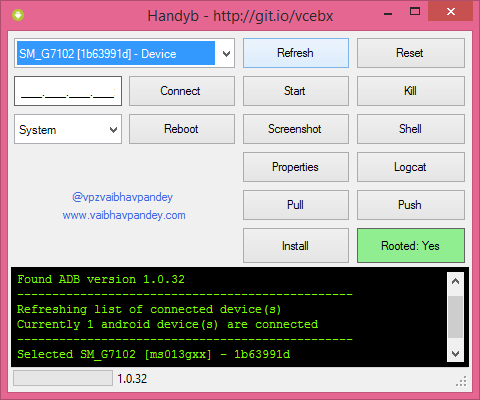 Handyb - http://git.io/vcebx
SM_G7102 [1b63991d] - Device
Refresh
Reset
___.___.___.___
Connect
Start
Kill
System
Reboot
Screenshot
Shell
Properties
Logcat
@vpzvaibhavpandey
www.vaibhavpandey.com
Pull
Push
Install
Rooted: Yes
Found ADB version 1.0.32
------------------------------------------------
Refreshing list of connected device(s)
Currently 1 android device(s) are connected
------------------------------------------------
Selected SM_G7102 [ms013gxx] - 1b63991d
1.0.32